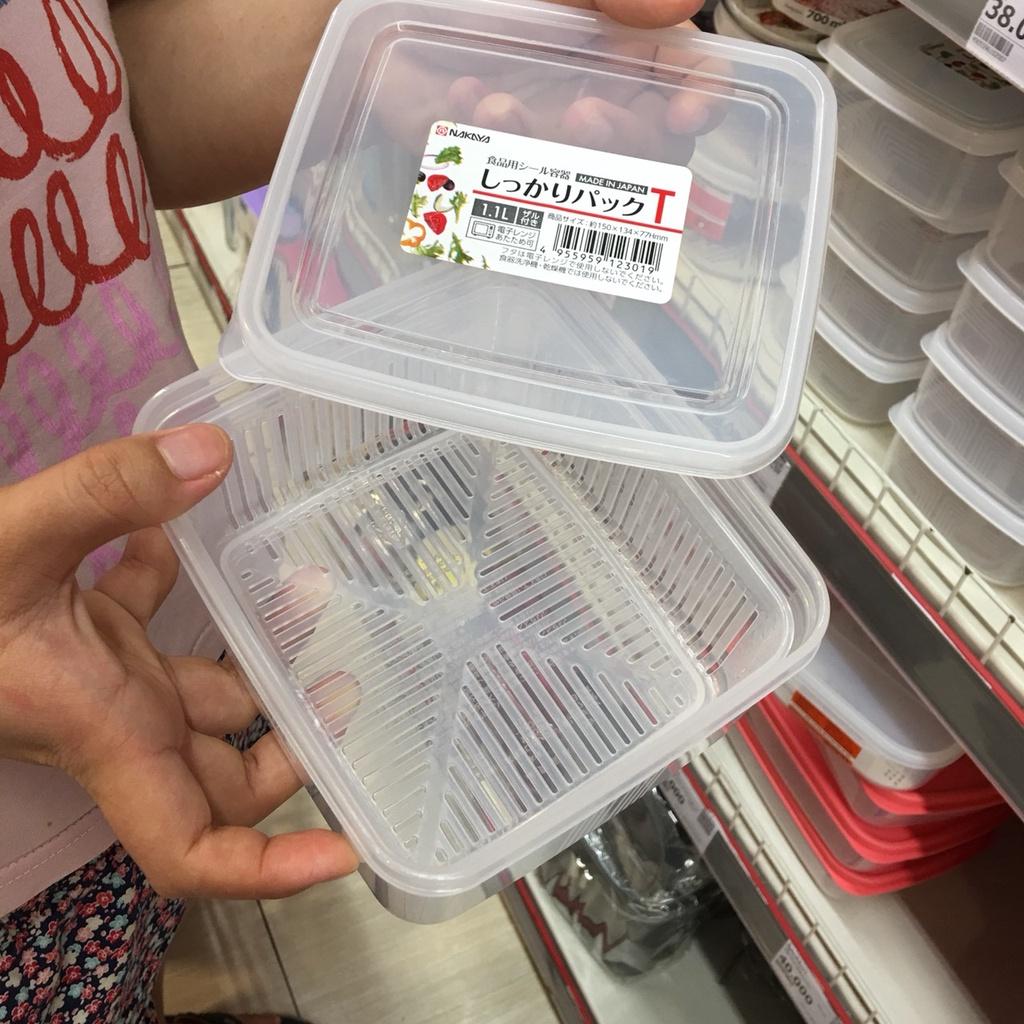 NAKAYA
食品用シール容器
MADE IN JAPAN
しっかりパック T
1.1L ザル付き 商品サイズ:約150×134×77Hmm
電子レンジあたため可
4 955959 123019
フタは電子レンジで使用しないでください。
食器洗浄機・乾燥機では使用しないでください。
700 m
38.0
40,000